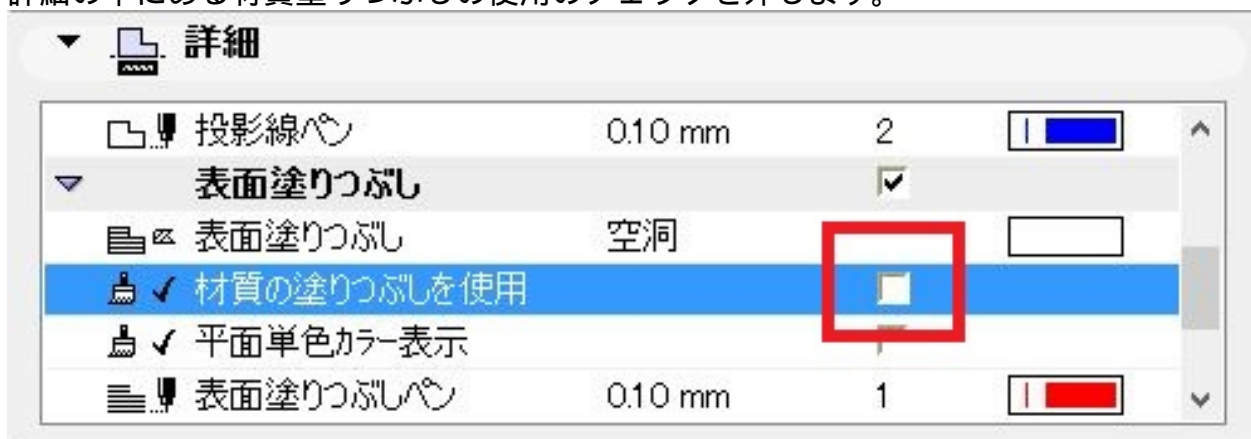 詳細の中にある材質塗りつぶしの使用のチェックを外します。
詳細
投影線ペン 0.10 mm 2
表面塗りつぶし
表面塗りつぶし 空洞
材質の塗りつぶしを使用
平面単色カラー表示
表面塗りつぶしペン 0.10 mm 1